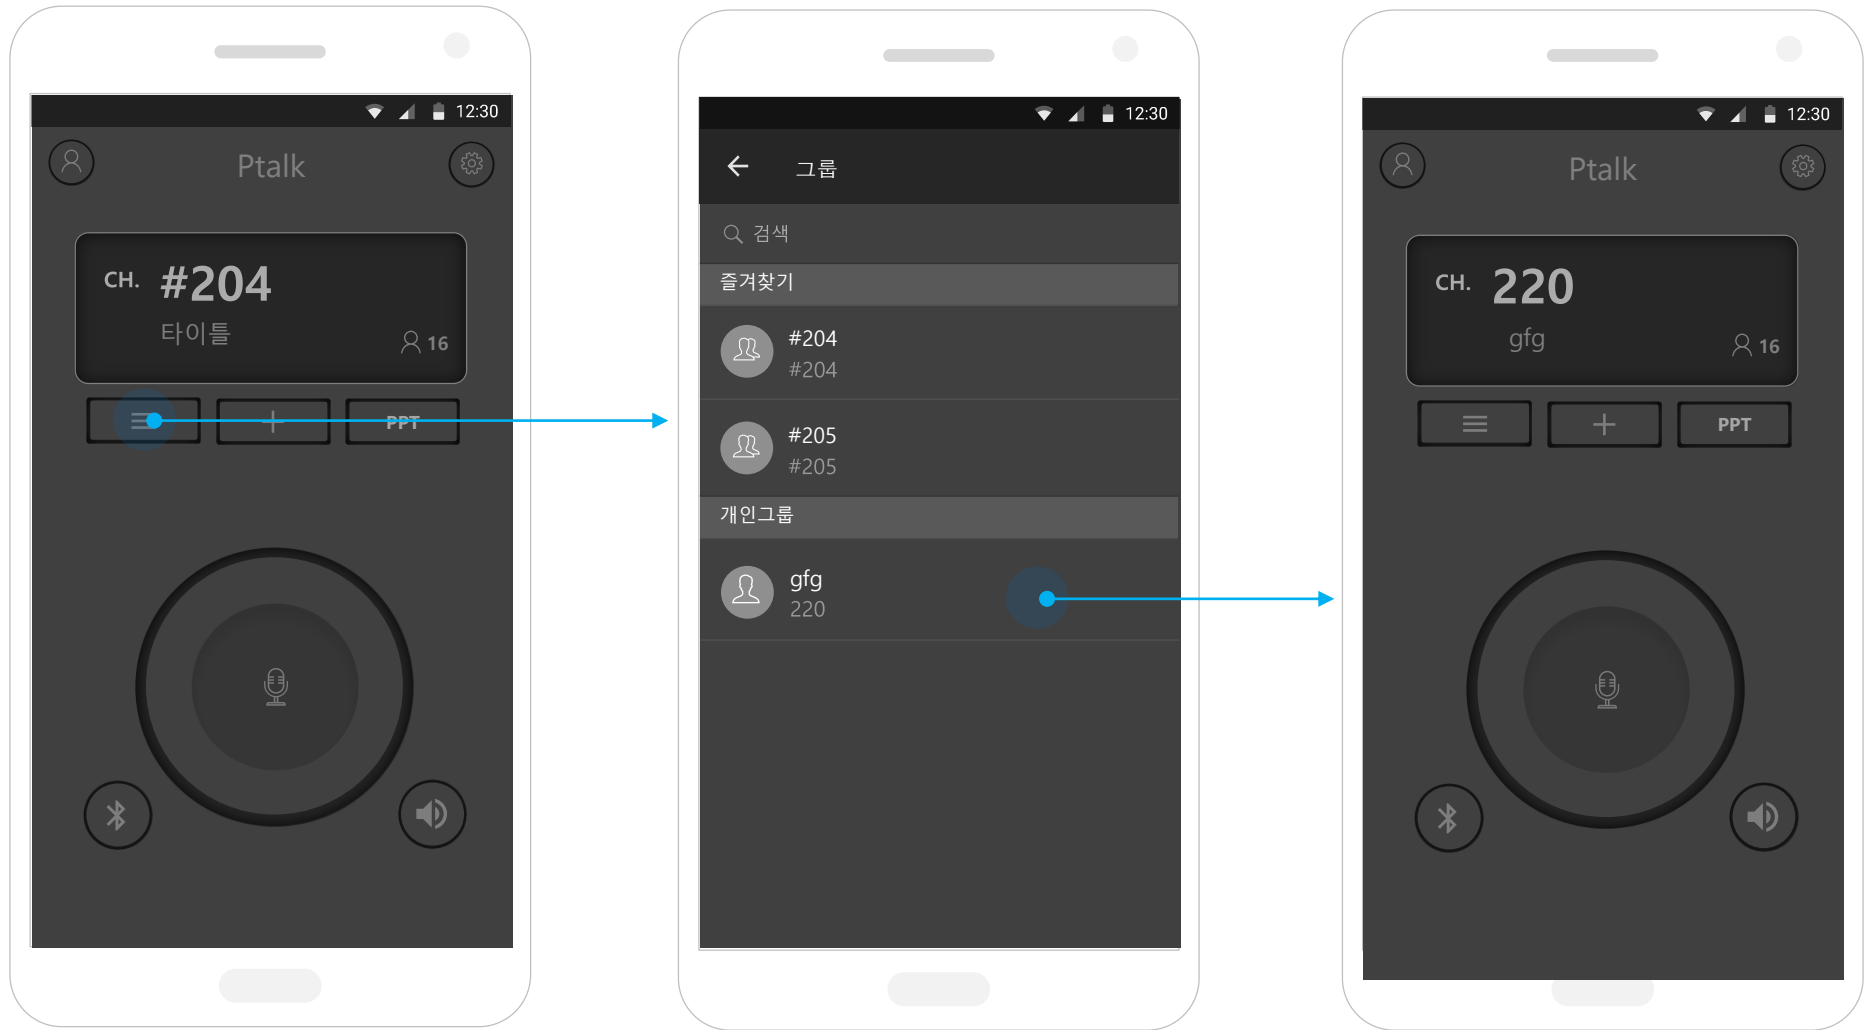 12:30
Ptalk
CH. #204
타이틀
16
PPT
12:30
그룹
검색
즐겨찾기
#204
#204
#205
#205
개인그룹
gfg
220
12:30
Ptalk
CH. 220
gfg
16
PPT